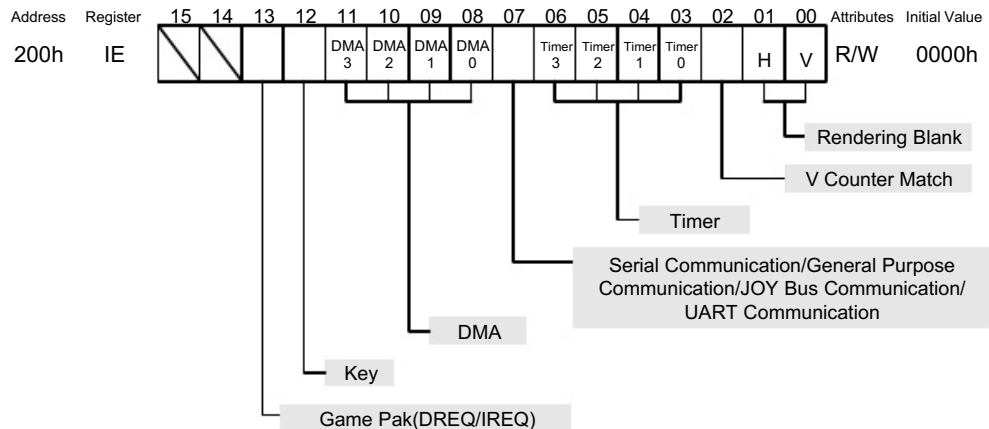 Address Register 15 14 13 12 11 10 09 08 07 06 05 04 03 02 01 00 Attributes Initial Value
200h IE DMA 3 DMA 2 DMA 1 DMA 0 Timer 3 Timer 2 Timer 1 Timer 0 H V R/W 0000h
Rendering Blank
V Counter Match
Timer
Serial Communication/General Purpose
Communication/JOY Bus Communication/
UART Communication
DMA
Key
Game Pak(DREQ/IREQ)